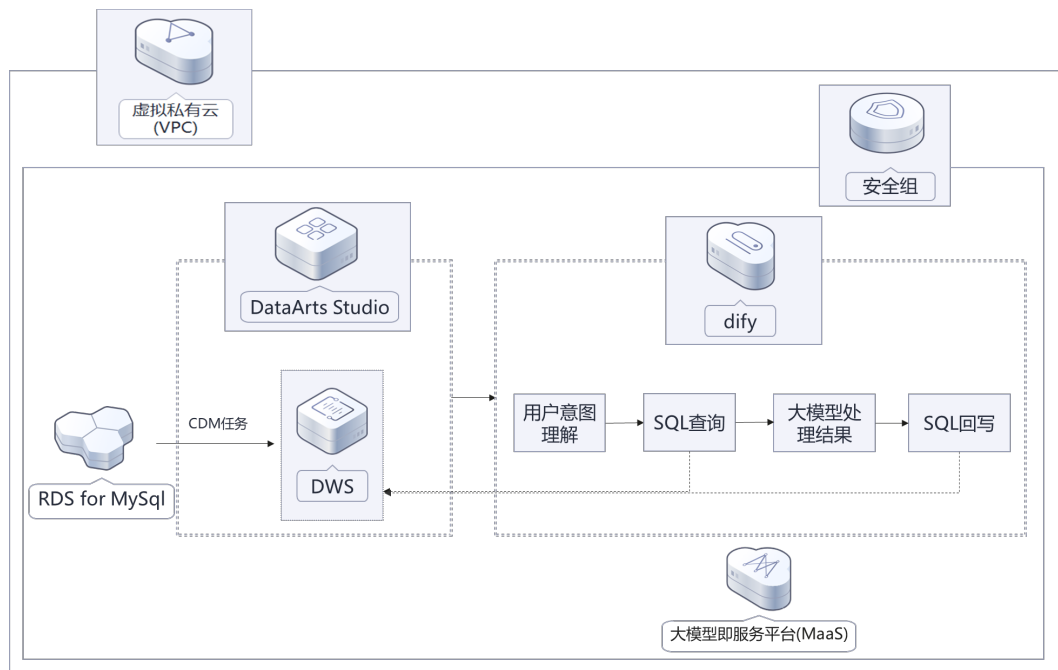 虚拟私有云
(VPC)
安全组
DataArts Studio
dify
CDM任务
用户意图
理解
SQL查询
大模型处
理结果
SQL回写
DWS
RDS for MySql
大模型即服务平台(MaaS)